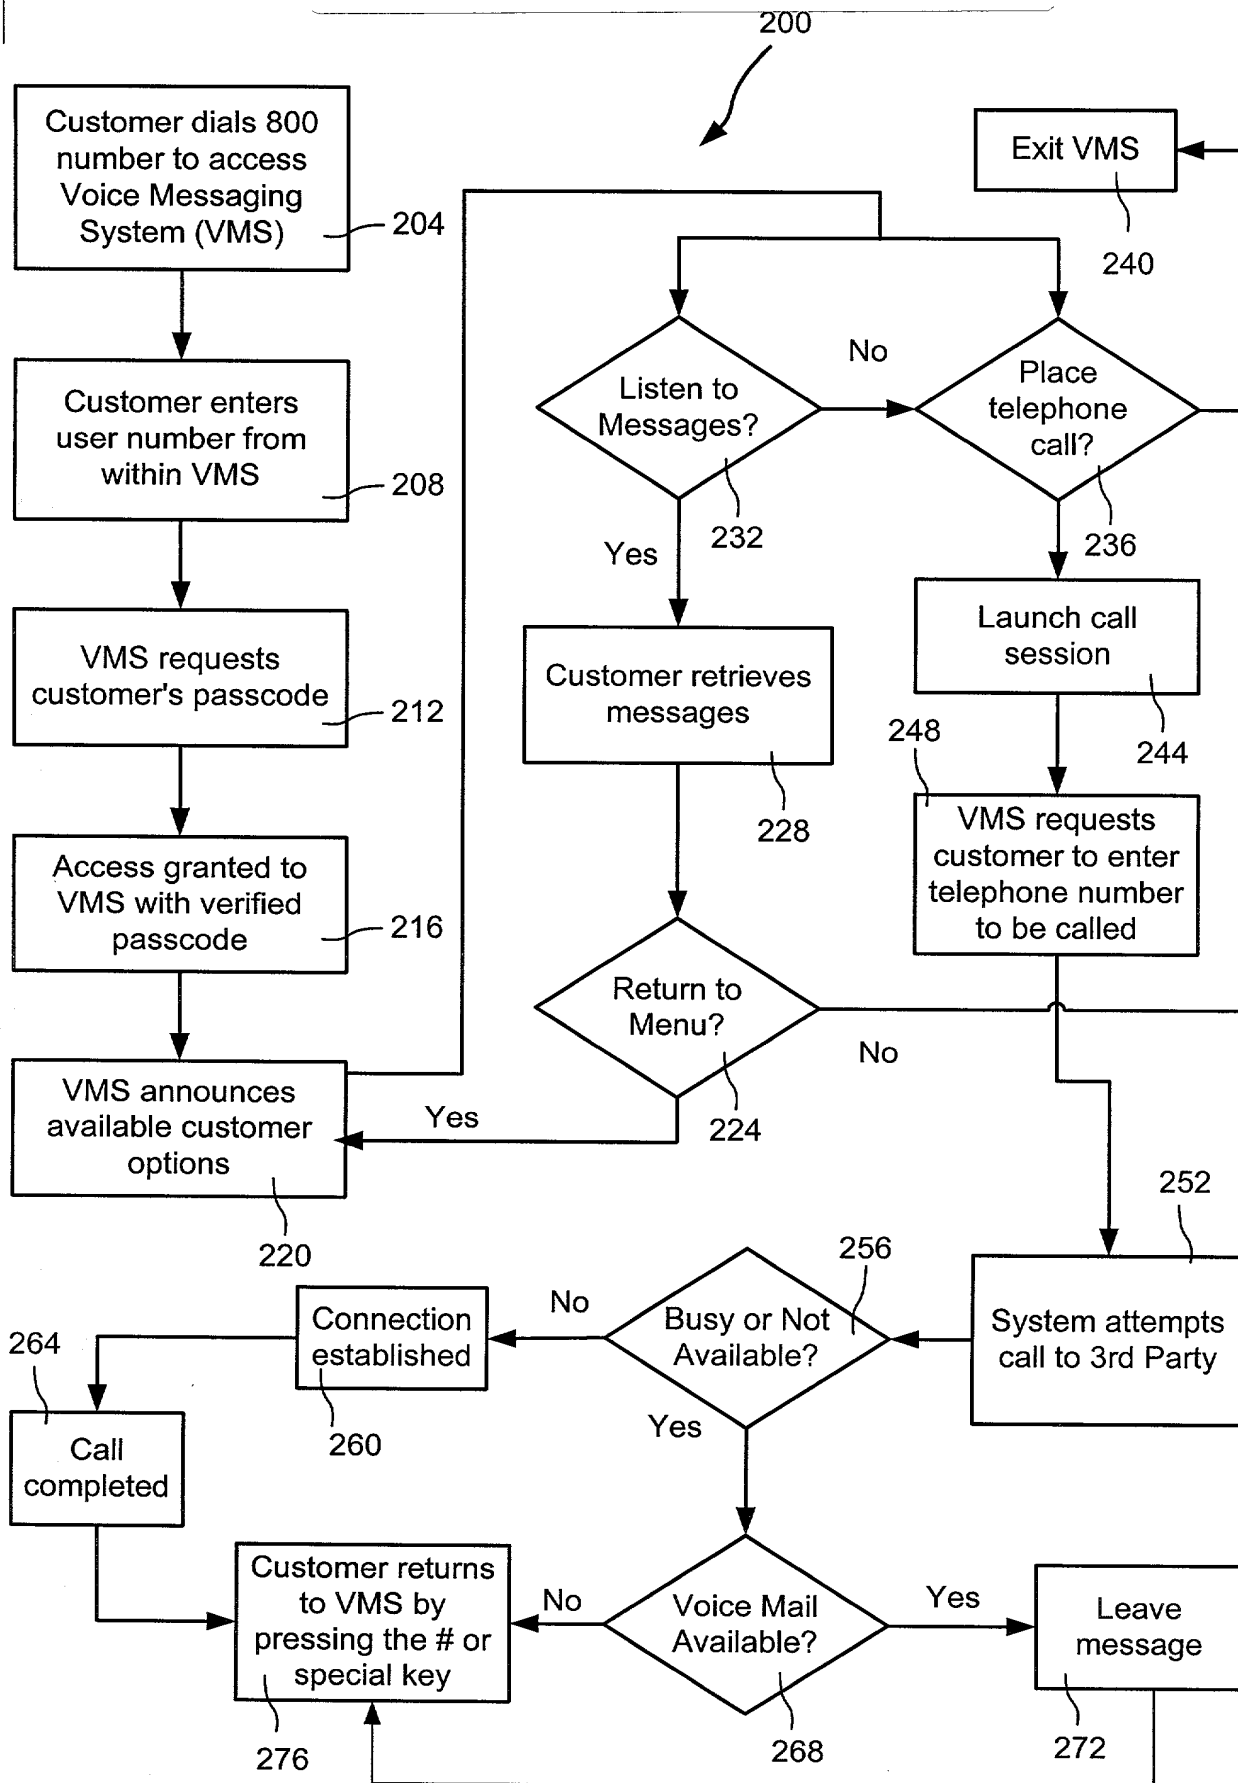 200
Customer dials 800
number to access
Voice Messaging
System (VMS)
204
Customer enters
user number from
within VMS
208
VMS requests
customer's passcode
212
Access granted to
VMS with verified
passcode
216
VMS announces
available customer
options
220
Exit VMS
240
Listen to
Messages?
232
No
Place
telephone
call?
236
Yes
Customer retrieves
messages
228
Launch call
session
244
248
VMS requests
customer to enter
telephone number
to be called
Return to
Menu?
224
No
Yes
252
System attempts
call to 3rd Party
256
Busy or Not
Available?
No
Connection
established
260
264
Call
completed
Yes
Voice Mail
Available?
268
No
Customer returns
to VMS by
pressing the # or
special key
276
Yes
Leave
message
272